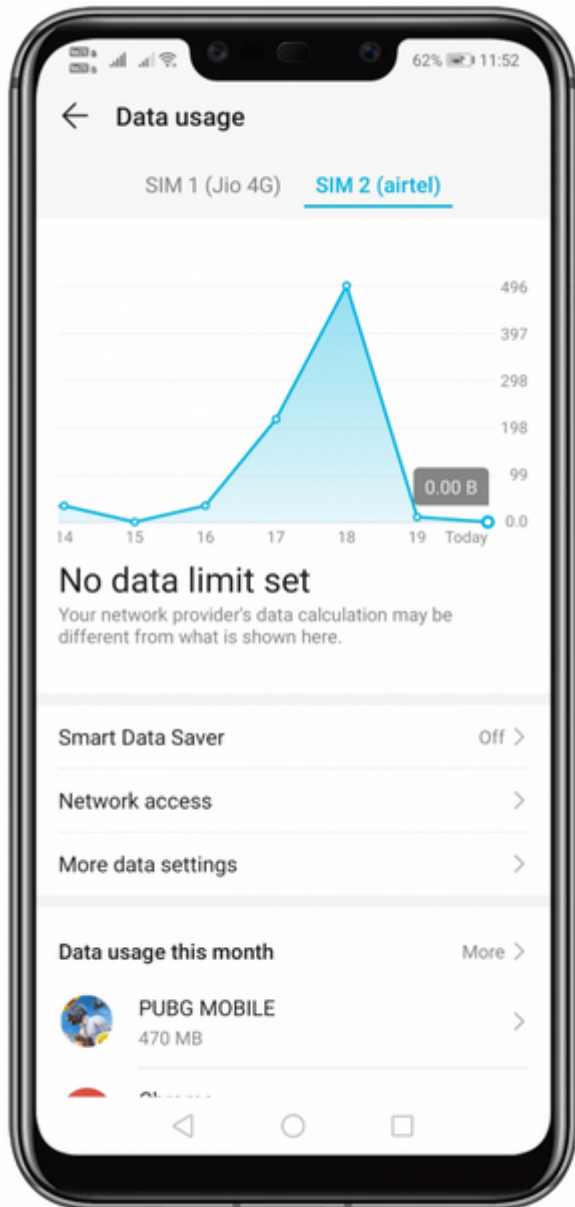 62% 11:52
Data usage
SIM 1 (Jio 4G) SIM 2 (airtel)
496
397
298
198
99
0.00 B
0.0
14 15 16 17 18 19 Today
No data limit set
Your network provider's data calculation may be
different from what is shown here.
Smart Data Saver Off
Network access
More data settings
Data usage this month More
PUBG MOBILE
470 MB